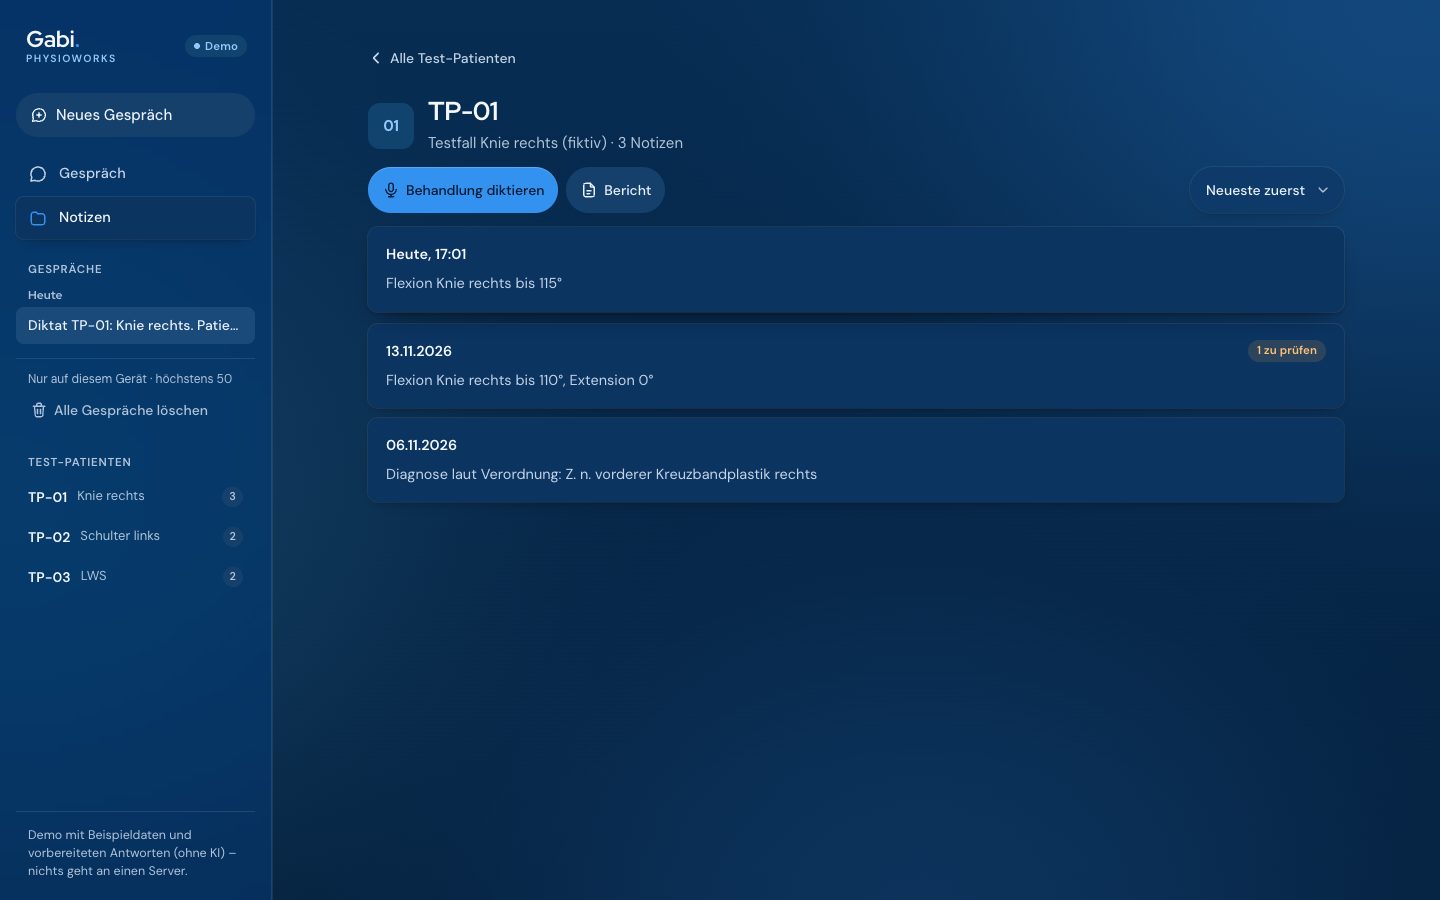 Gabi.
PHYSIOWORKS
Demo
Neues Gespräch
Gespräch
Notizen
GESPRÄCHE
Heute
Diktat TP-01: Knie rechts. Patie…
Nur auf diesem Gerät · höchstens 50
Alle Gespräche löschen
TEST-PATIENTEN
TP-01 Knie rechts 3
TP-02 Schulter links 2
TP-03 LWS 2
Demo mit Beispieldaten und
vorbereiteten Antworten (ohne KI) –
nichts geht an einen Server.
Alle Test-Patienten
01
TP-01
Testfall Knie rechts (fiktiv) · 3 Notizen
Behandlung diktieren
Bericht
Neueste zuerst
Heute, 17:01
Flexion Knie rechts bis 115°
13.11.2026
1 zu prüfen
Flexion Knie rechts bis 110°, Extension 0°
06.11.2026
Diagnose laut Verordnung: Z. n. vorderer Kreuzbandplastik rechts